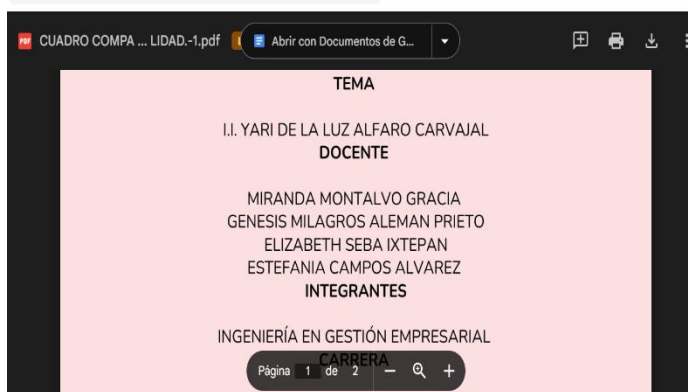 PDF
CUADRO COMPA ... LIDAD.-1.pdf
Abrir con Documentos de G...
TEMA
I.I. YARI DE LA LUZ ALFARO CARVAJAL
DOCENTE
MIRANDA MONTALVO GRACIA
GENESIS MILAGROS ALEMAN PRIETO
ELIZABETH SEBA IXTEPAN
ESTEFANIA CAMPOS ALVAREZ
INTEGRANTES
INGENIERÍA EN GESTIÓN EMPRESARIAL
CARRERA
Página 1 de 2